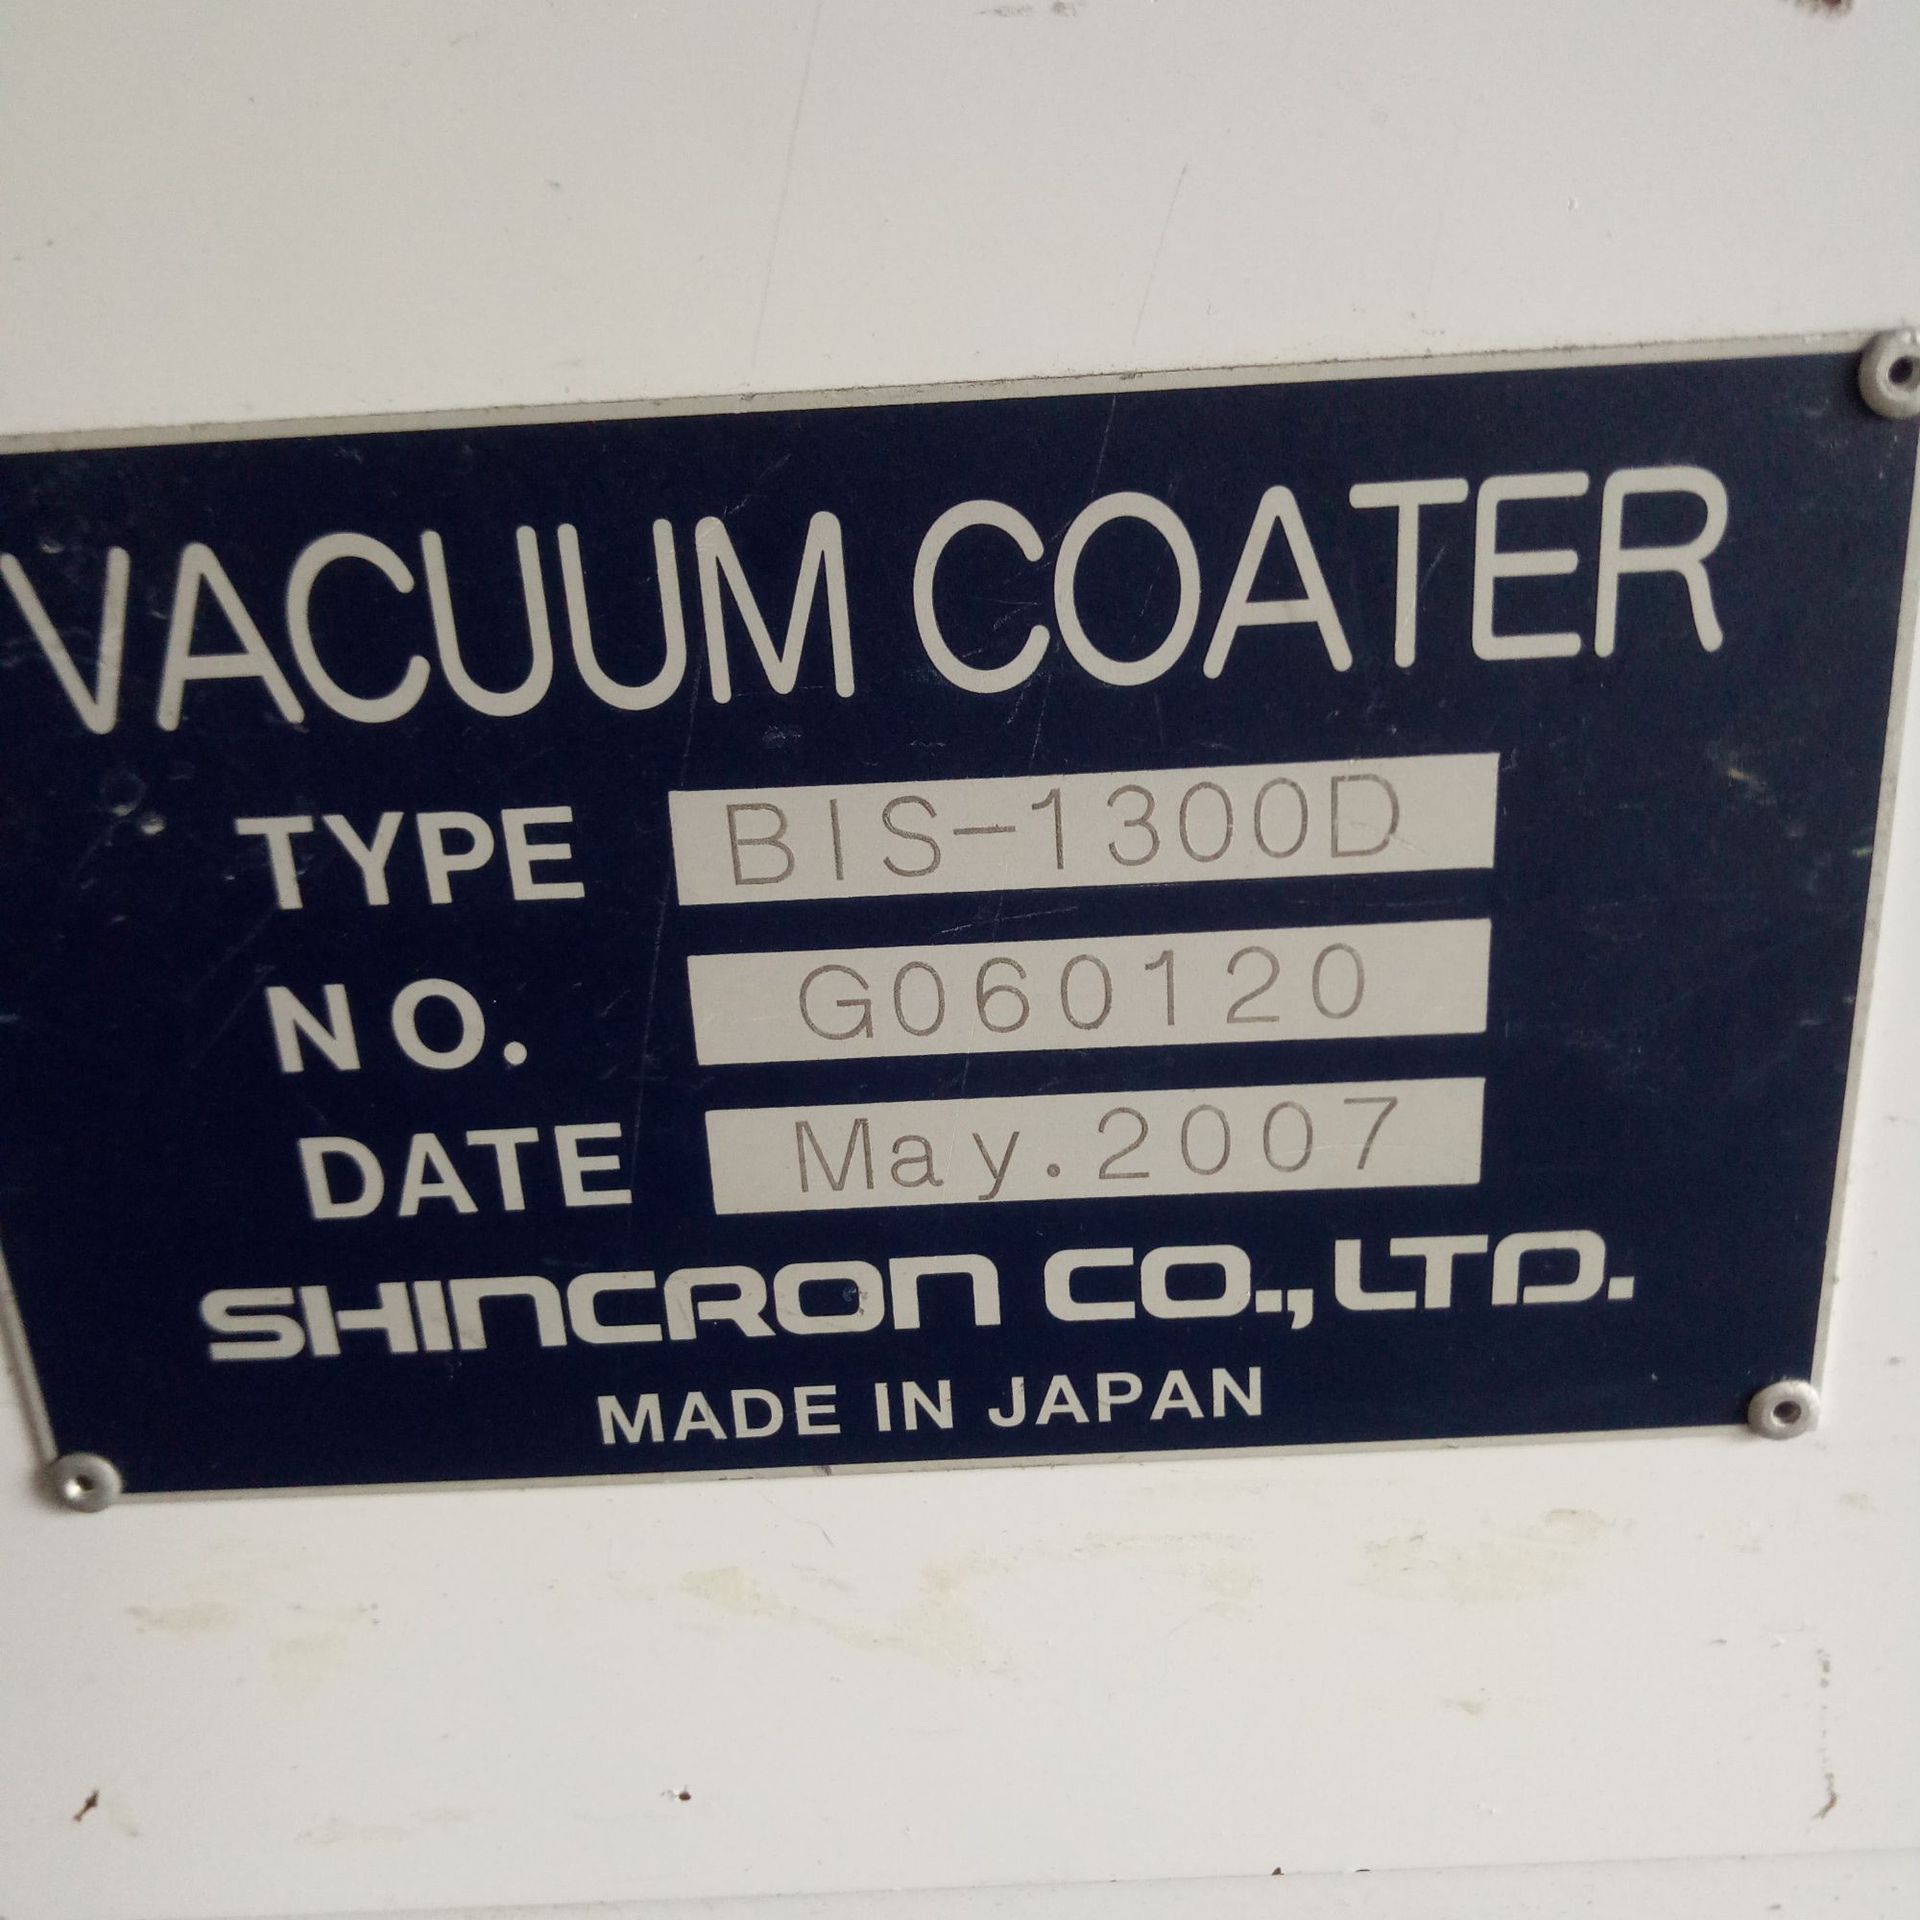 VACUUM COATER
TYPE BIS-1300D
NO. G060120
DATE May.2007
SHINCRON CO.,LTD.
MADE IN JAPAN